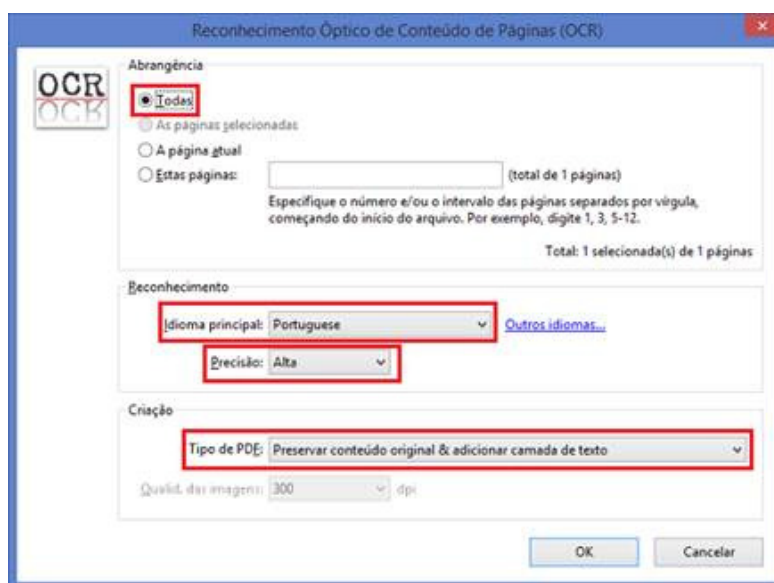 Reconhecimento Óptico de Conteúdo de Páginas (OCR)
OCR
Abrangência
Todas
As páginas selecionadas
A página atual
Estas páginas:
(total de 1 páginas)
Especifique o número e/ou o intervalo das páginas separados por vírgula,
começando do início do arquivo. Por exemplo, digite 1, 3, 5-12.
Total: 1 selecionada(s) de 1 páginas
Reconhecimento
Idioma principal: Portuguese Outros idiomas...
Precisão: Alta
Criação
Tipo de PDF: Preservar conteúdo original & adicionar camada de texto
Qualid. das imagens: 300 dpi
OK Cancelar